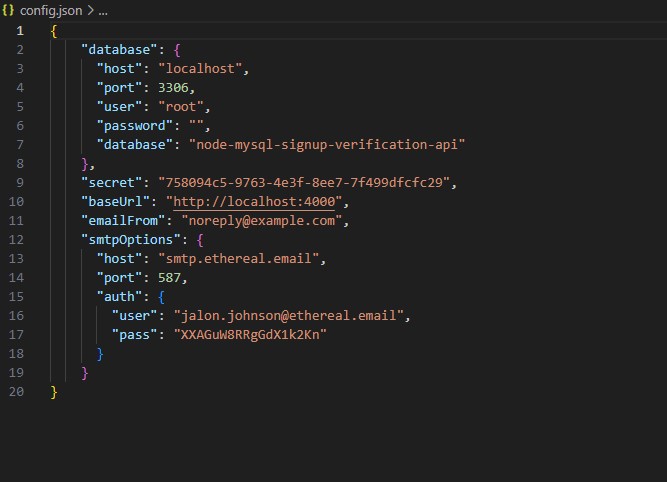 {} config.json > ...
1 {
2 "database": {
3 "host": "localhost",
4 "port": 3306,
5 "user": "root",
6 "password": "",
7 "database": "node-mysql-signup-verification-api"
8 },
9 "secret": "758094c5-9763-4e3f-8ee7-7f499dfcfc29",
10 "baseUrl": "http://localhost:4000",
11 "emailFrom": "noreply@example.com",
12 "smtpOptions": {
13 "host": "smtp.ethereal.email",
14 "port": 587,
15 "auth": {
16 "user": "jalon.johnson@ethereal.email",
17 "pass": "XXAGuW8RRgGdX1k2Kn"
18 }
19 }
20 }